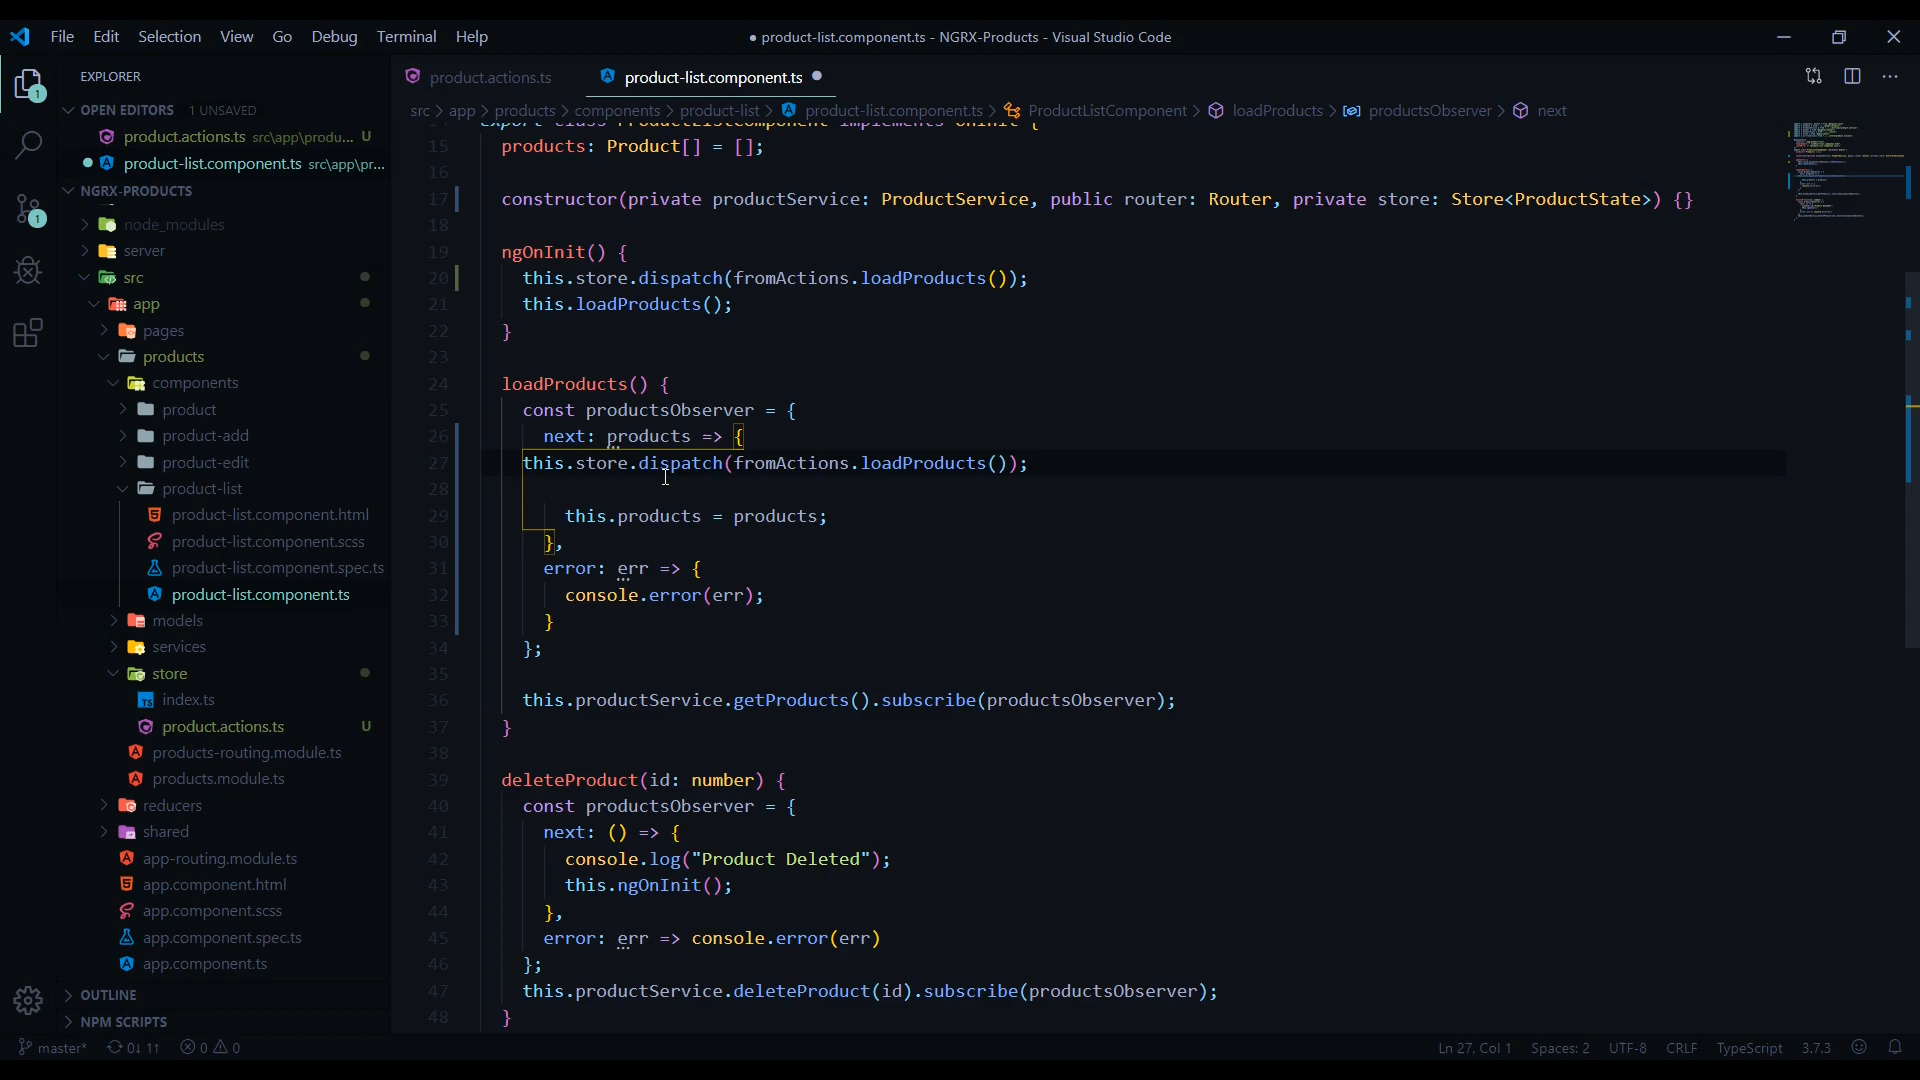 File Edit Selection View Go Debug Terminal Help
● product-list.component.ts - NGRX-Products - Visual Studio Code
EXPLORER
OPEN EDITORS 1 UNSAVED
product.actions.ts src\app\produ... U
product-list.component.ts src\app\pr...
NGRX-PRODUCTS
node_modules
server
src
app
pages
products
components
product
product-add
product-edit
product-list
product-list.component.html
product-list.component.scss
product-list.component.spec.ts
product-list.component.ts
models
services
store
index.ts
product.actions.ts U
products-routing.module.ts
products.module.ts
reducers
shared
app-routing.module.ts
app.component.html
app.component.scss
app.component.spec.ts
app.component.ts
OUTLINE
NPM SCRIPTS
product.actions.ts product-list.component.ts
src > app > products > components > product-list > product-list.component.ts > ProductListComponent > loadProducts > productsObserver > next
export class ProductListComponent implements OnInit {
15 products: Product[] = [];
16
17 constructor(private productService: ProductService, public router: Router, private store: Store<ProductState>) {}
18
19 ngOnInit() {
20 this.store.dispatch(fromActions.loadProducts());
21 this.loadProducts();
22 }
23
24 loadProducts() {
25 const productsObserver = {
26 next: products => {
27 this.store.dispatch(fromActions.loadProducts());
28
29 this.products = products;
30 },
31 error: err => {
32 console.error(err);
33 }
34 };
35
36 this.productService.getProducts().subscribe(productsObserver);
37 }
38
39 deleteProduct(id: number) {
40 const productsObserver = {
41 next: () => {
42 console.log("Product Deleted");
43 this.ngOnInit();
44 },
45 error: err => console.error(err)
46 };
47 this.productService.deleteProduct(id).subscribe(productsObserver);
48 }
master* 0↓ 1↑ 0 0
Ln 27, Col 1 Spaces: 2 UTF-8 CRLF TypeScript 3.7.3